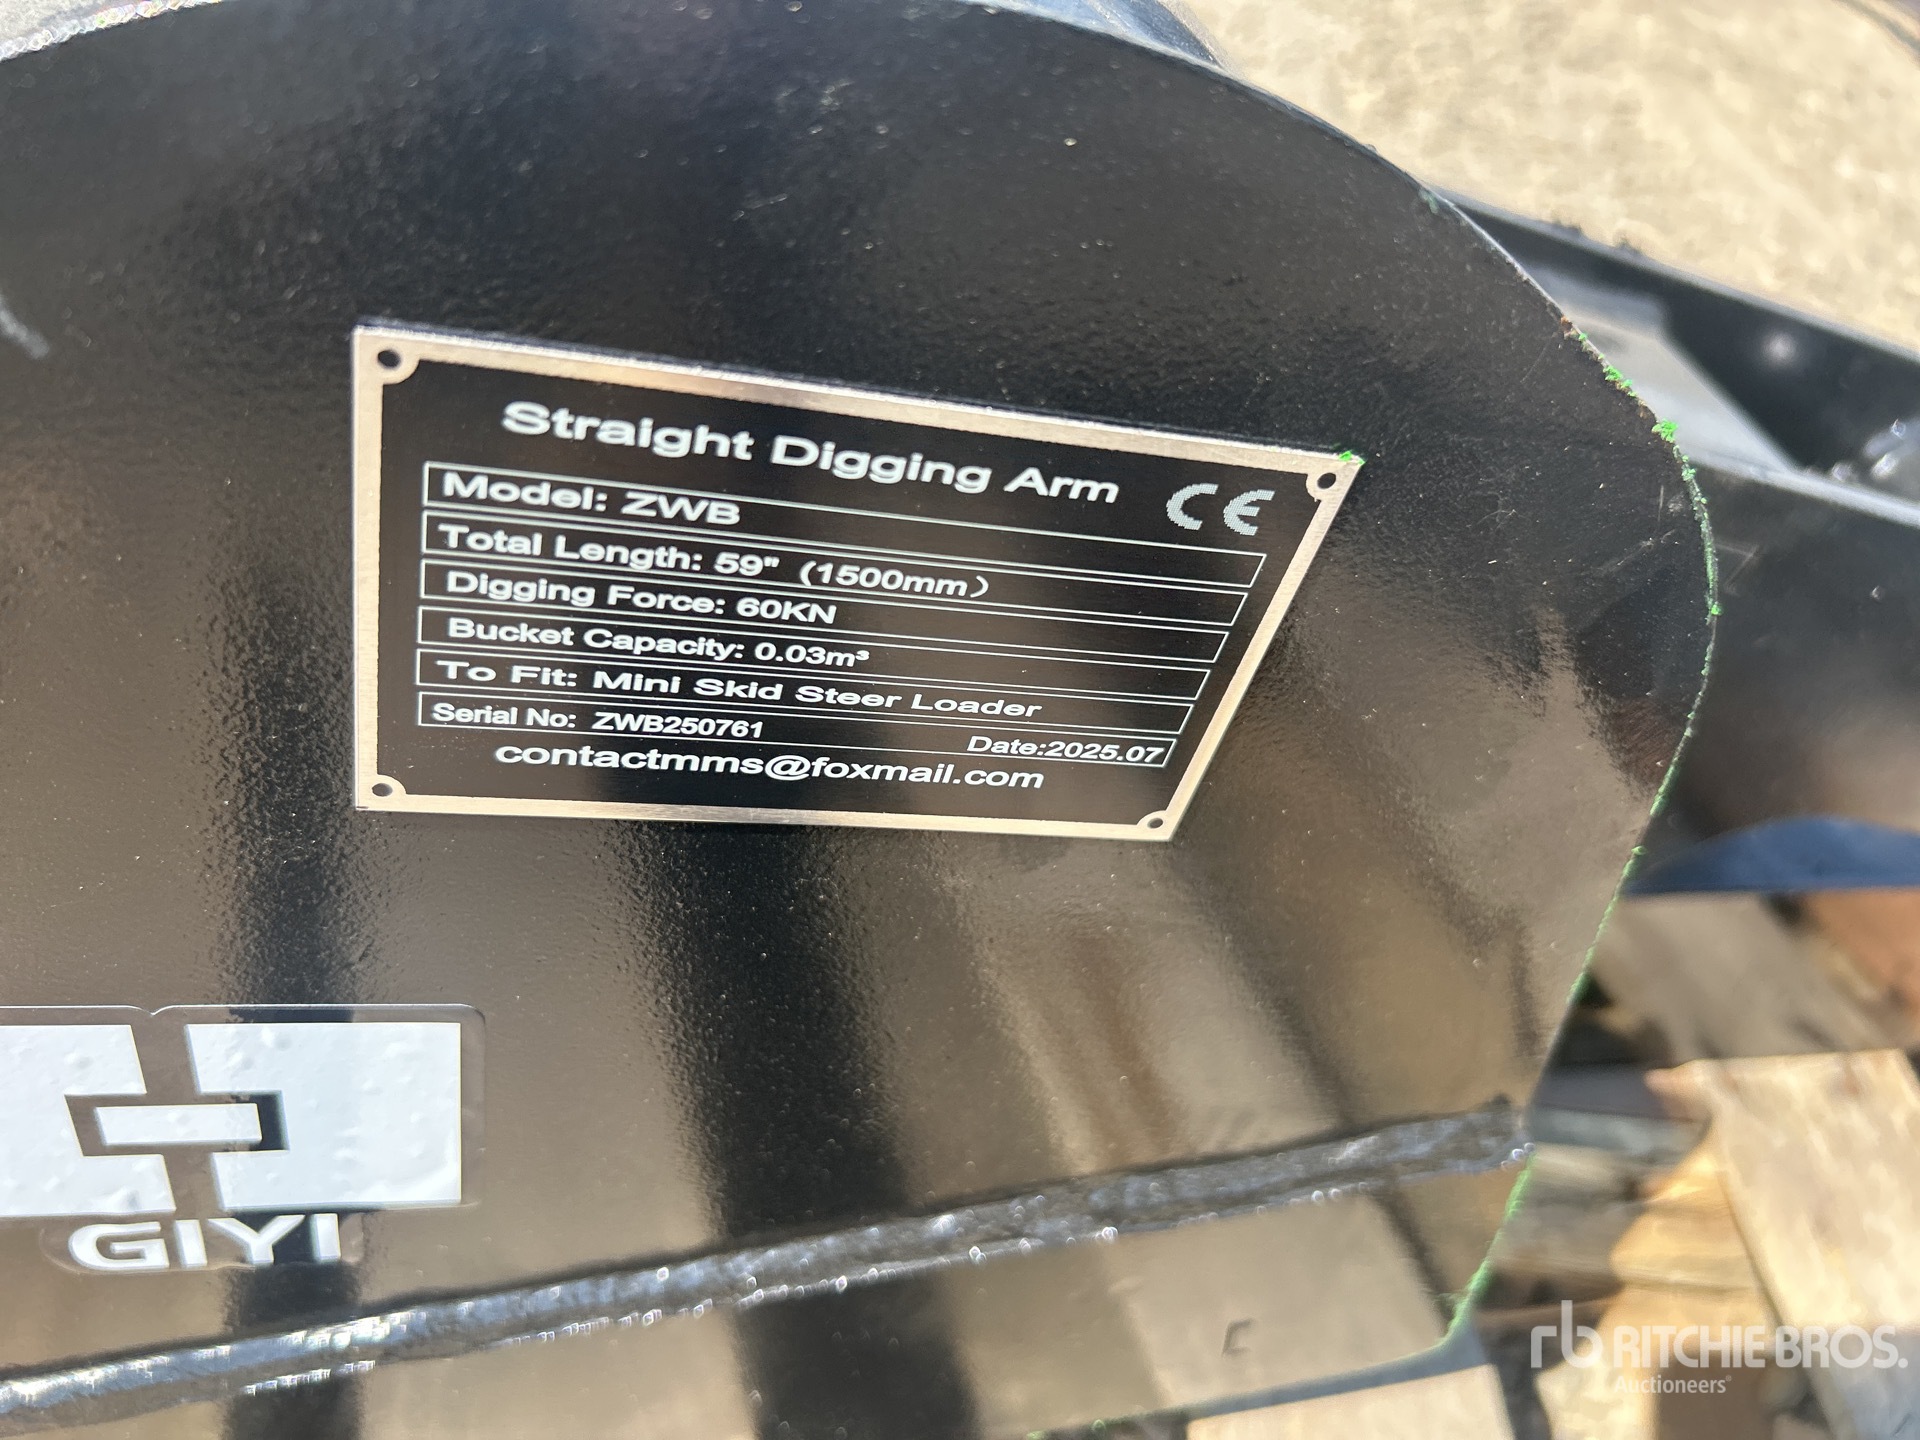 Straight Digging Arm
CE
Model: ZWB
Total Length: 59" (1500mm)
Digging Force: 60KN
Bucket Capacity: 0.03m³
To Fit: Mini Skid Steer Loader
Serial No: ZWB250761 Date:2025.07
contactmms@foxmail.com
GIYI
rb RITCHIE BROS.
Auctioneers®